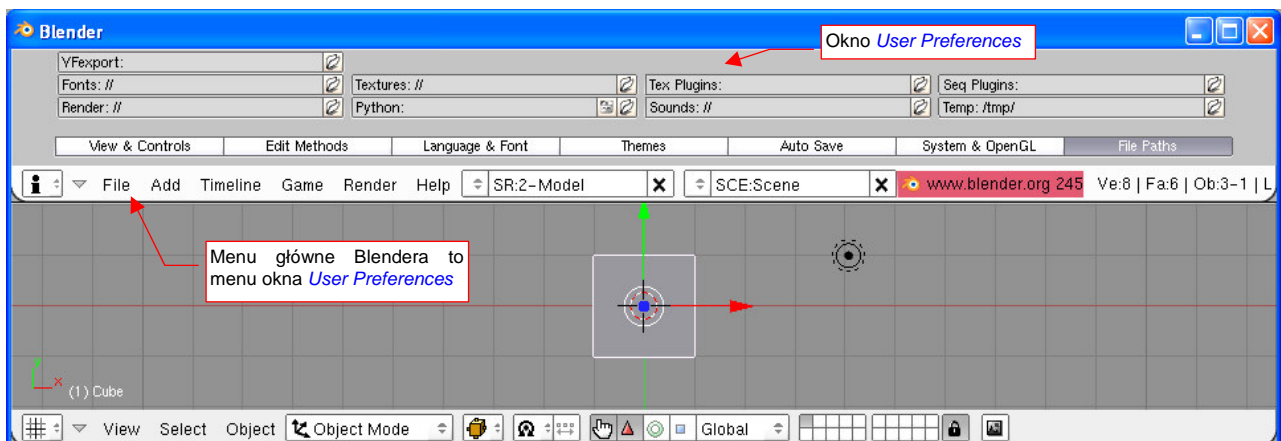 Blender
Okno User Preferences
YFexport:
Fonts: //
Textures: //
Tex Plugins:
Seq Plugins:
Render: //
Python:
Sounds: //
Temp: /tmp/
View & Controls
Edit Methods
Language & Font
Themes
Auto Save
System & OpenGL
File Paths
File Add Timeline Game Render Help
SR:2-Model
SCE:Scene
www.blender.org 245
Ve:8 | Fa:6 | Ob:3-1 | L
Menu główne Blendera to
menu okna User Preferences
y
x
(1) Cube
View Select Object
Object Mode
Global